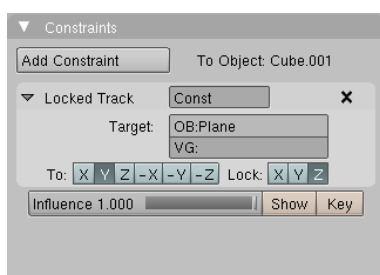 Constraints
Add Constraint To Object: Cube.001
Locked Track Const
Target: OB:Plane
VG:
To: X Y Z -X -Y -Z Lock: X Y Z
Influence 1.000 Show Key